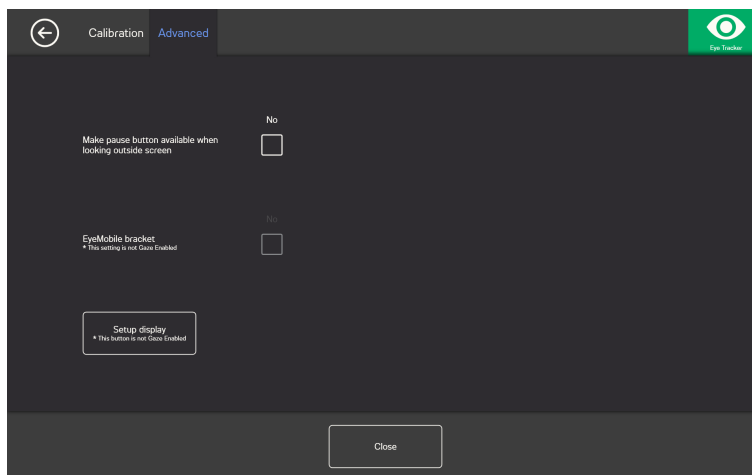 Calibration
Advanced
Eye Tracker
No
Make pause button available when
looking outside screen
No
EyeMobile bracket
* This setting is not Gaze Enabled
Setup display
* This button is not Gaze Enabled
Close